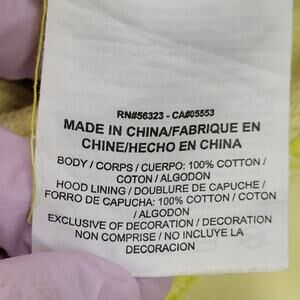 RN#56323 - CA#05553
MADE IN CHINA/FABRIQUE EN
CHINE/HECHO EN CHINA
BODY / CORPS / CUERPO: 100% COTTON /
COTON / ALGODON
HOOD LINING / DOUBLURE DE CAPUCHE /
FORRO DE CAPUCHA: 100% COTTON / COTON
/ ALGODON
EXCLUSIVE OF DECORATION / DECORATION
NON COMPRISE / NO INCLUYE LA
DECORACION